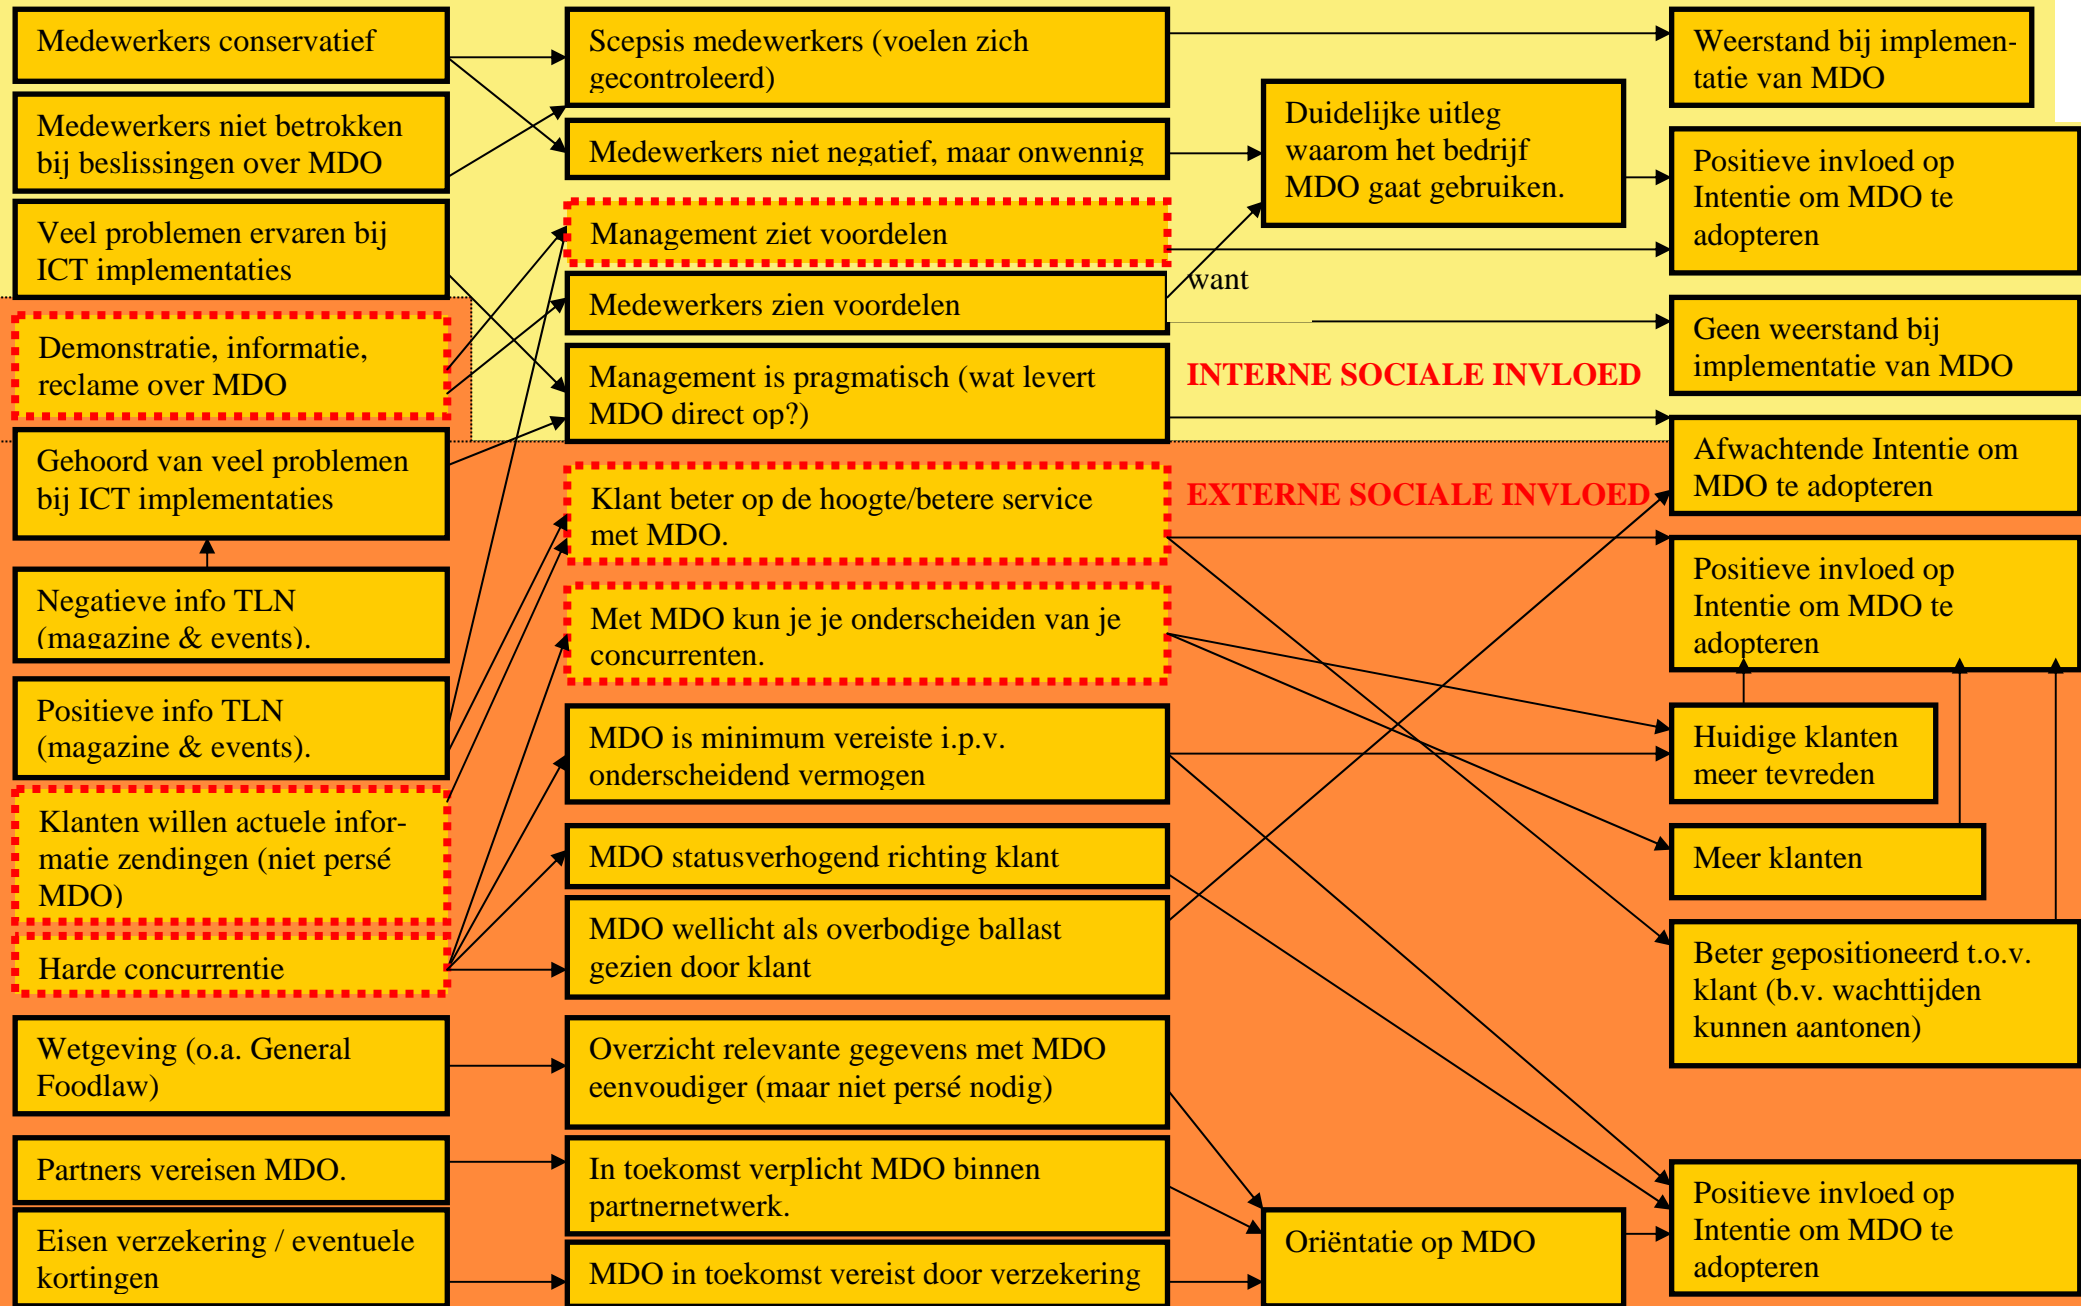 Medewerkers conservatief
Medewerkers niet betrokken
bij beslissingen over MDO
Veel problemen ervaren bij
ICT implementaties
Demonstratie, informatie,
reclame over MDO
Gehoord van veel problemen
bij ICT implementaties
Negatieve info TLN
(magazine & events).
Positieve info TLN
(magazine & events).
Klanten willen actuele infor-
matie zendingen (niet persé
MDO)
Harde concurrentie
Wetgeving (o.a. General
Foodlaw)
Partners vereisen MDO.
Eisen verzekering / eventuele
kortingen
Scepsis medewerkers (voelen zich
gecontroleerd)
Medewerkers niet negatief, maar onwennig
Management ziet voordelen
Medewerkers zien voordelen
Management is pragmatisch (wat levert
MDO direct op?)
Klant beter op de hoogte/betere service
met MDO.
Met MDO kun je je onderscheiden van je
concurrenten.
MDO is minimum vereiste i.p.v.
onderscheidend vermogen
MDO statusverhogend richting klant
MDO wellicht als overbodige ballast
gezien door klant
Overzicht relevante gegevens met MDO
eenvoudiger (maar niet persé nodig)
In toekomst verplicht MDO binnen
partnernetwerk.
MDO in toekomst vereist door verzekering
Duidelijke uitleg
waarom het bedrijf
MDO gaat gebruiken.
want
INTERNE SOCIALE INVLOED
EXTERNE SOCIALE INVLOED
Oriëntatie op MDO
Weerstand bij implemen-
tatie van MDO
Positieve invloed op
Intentie om MDO te
adopteren
Geen weerstand bij
implementatie van MDO
Afwachtende Intentie om
MDO te adopteren
Positieve invloed op
Intentie om MDO te
adopteren
Huidige klanten
meer tevreden
Meer klanten
Beter gepositioneerd t.o.v.
klant (b.v. wachttijden
kunnen aantonen)
Positieve invloed op
Intentie om MDO te
adopteren